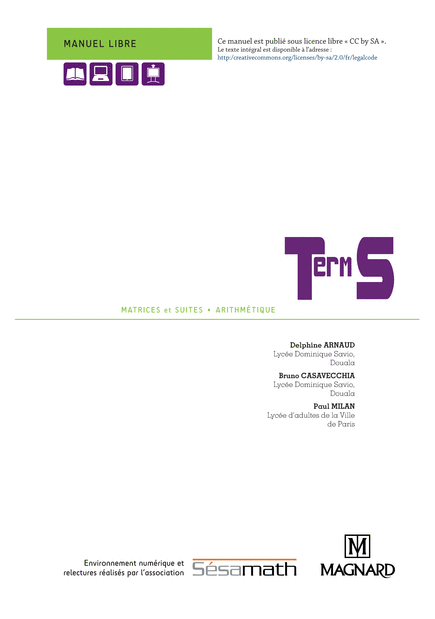 MANUEL LIBRE
Ce manuel est publié sous licence libre « CC by SA ».
Le texte intégral est disponible à l'adresse :
http://creativecommons.org/licenses/by-sa/2.0/fr/legalcode
Term S
MATRICES et SUITES • ARITHMÉTIQUE
Delphine ARNAUD
Lycée Dominique Savio,
Douala
Bruno CASAVECCHIA
Lycée Dominique Savio,
Douala
Paul MILAN
Lycée d'adultes de la Ville
de Paris
Environnement numérique et
relectures réalisés par l'association
Sésamath
M
MAGNARD